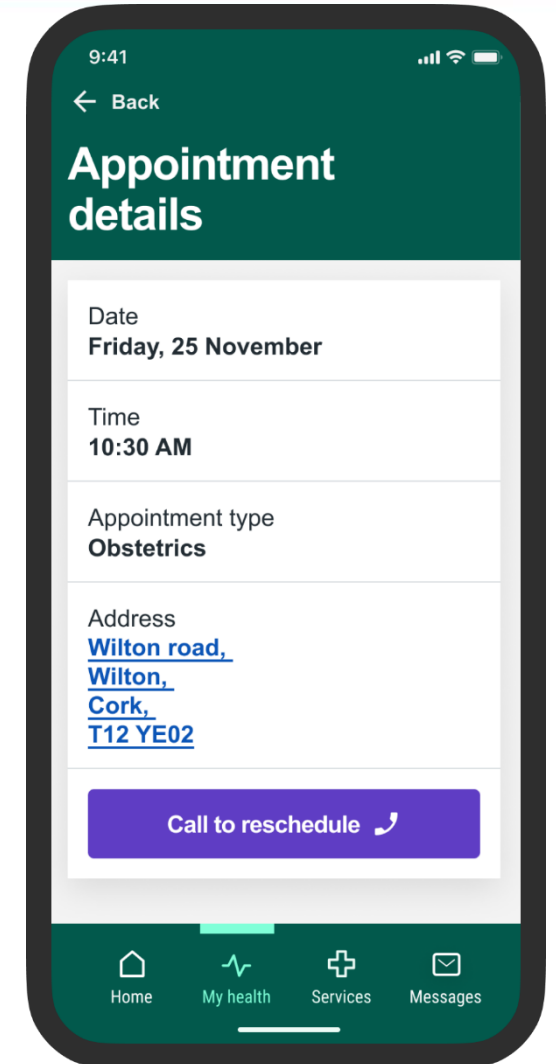 9:41
Back
Appointment
details
Date
Friday, 25 November
Time
10:30 AM
Appointment type
Obstetrics
Address
Wilton road,
Wilton,
Cork,
T12 YE02
Call to reschedule
Home My health Services Messages